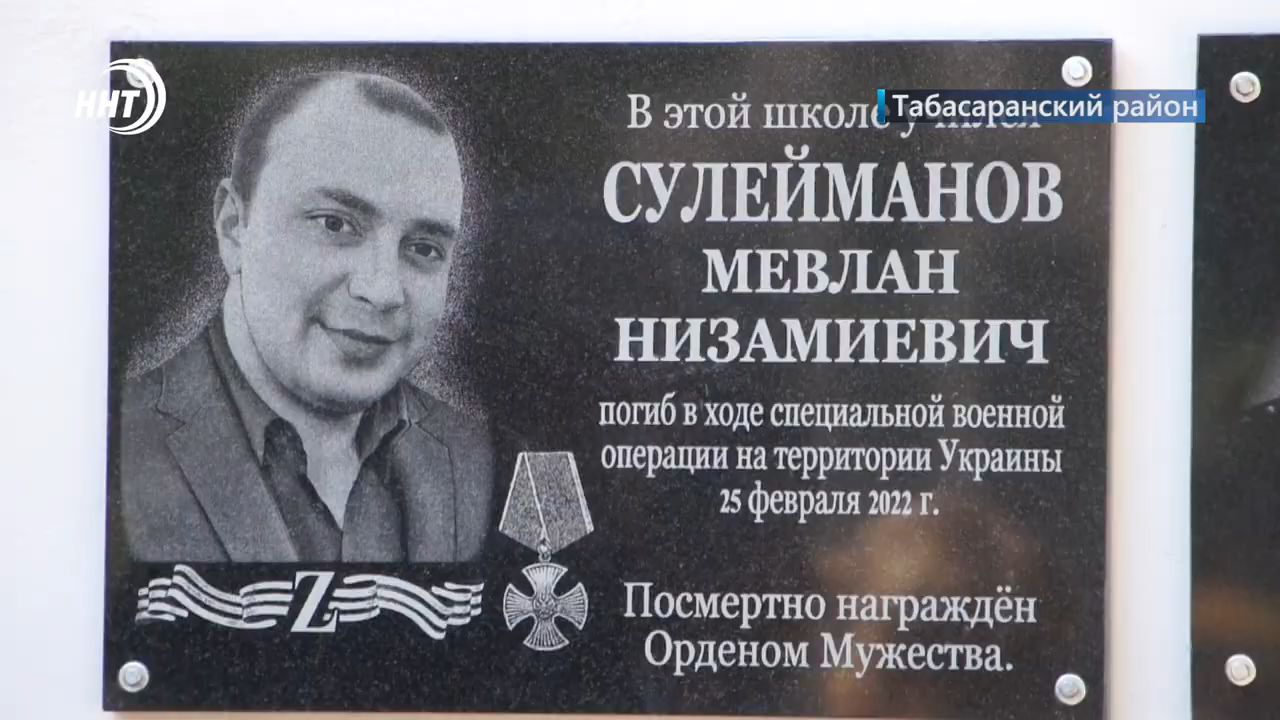 ННТ
Табасаранский район
В этой школе
СУЛЕЙМАНОВ
МЕВЛАН
НИЗАМИЕВИЧ
погиб в ходе специальной военной
операции на территории Украины
25 февраля 2022 г.
Z
Посмертно награждён
Орденом Мужества.